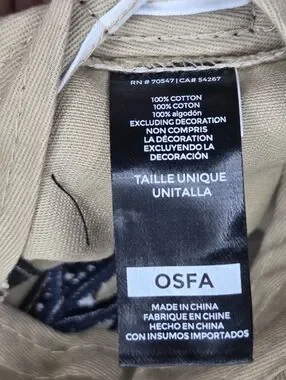 RN # 70547 | CA# 54267
100% COTTON
100% COTON
100% algodón
EXCLUDING DECORATION
NON COMPRIS
LA DÉCORATION
EXCLUYENDO LA
DECORACIÓN
TAILLE UNIQUE
UNITALLA
OSFA
MADE IN CHINA
FABRIQUÉ EN CHINE
HECHO EN CHINA
CON INSUMOS IMPORTADOS